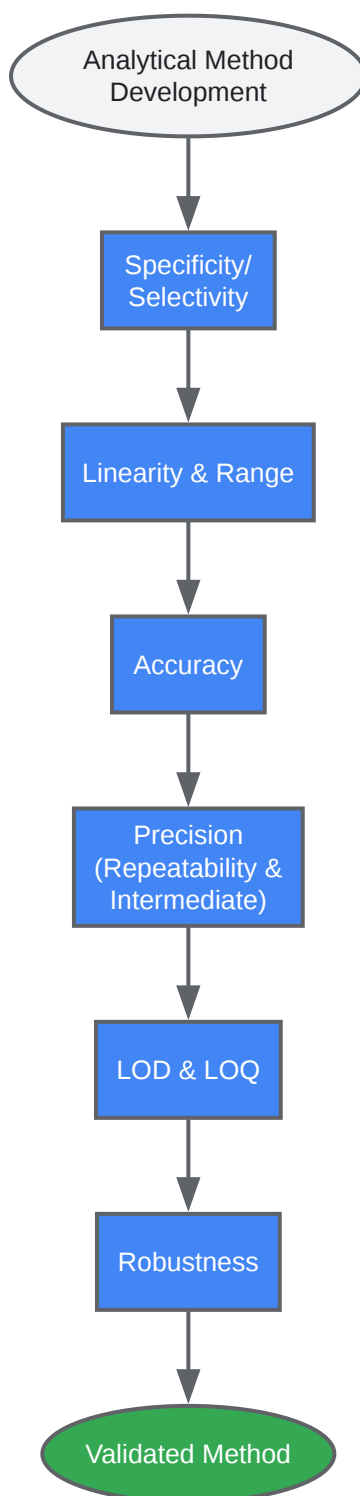 Analytical Method
Development
Specificity/
Selectivity
Linearity & Range
Accuracy
Precision
(Repeatability &
Intermediate)
LOD & LOQ
Robustness
Validated Method